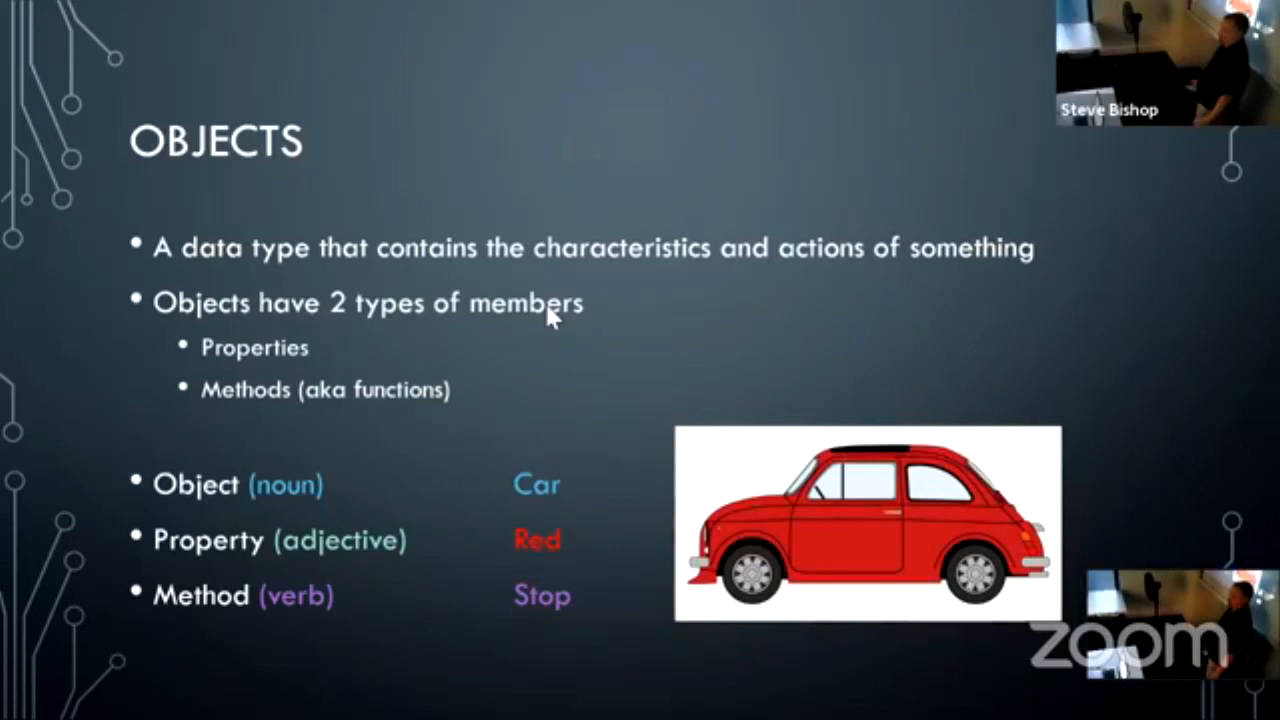 Steve Bishop
OBJECTS
• A data type that contains the characteristics and actions of something
• Objects have 2 types of members
• Properties
• Methods (aka functions)
• Object (noun) Car
• Property (adjective) Red
• Method (verb) Stop
zoom